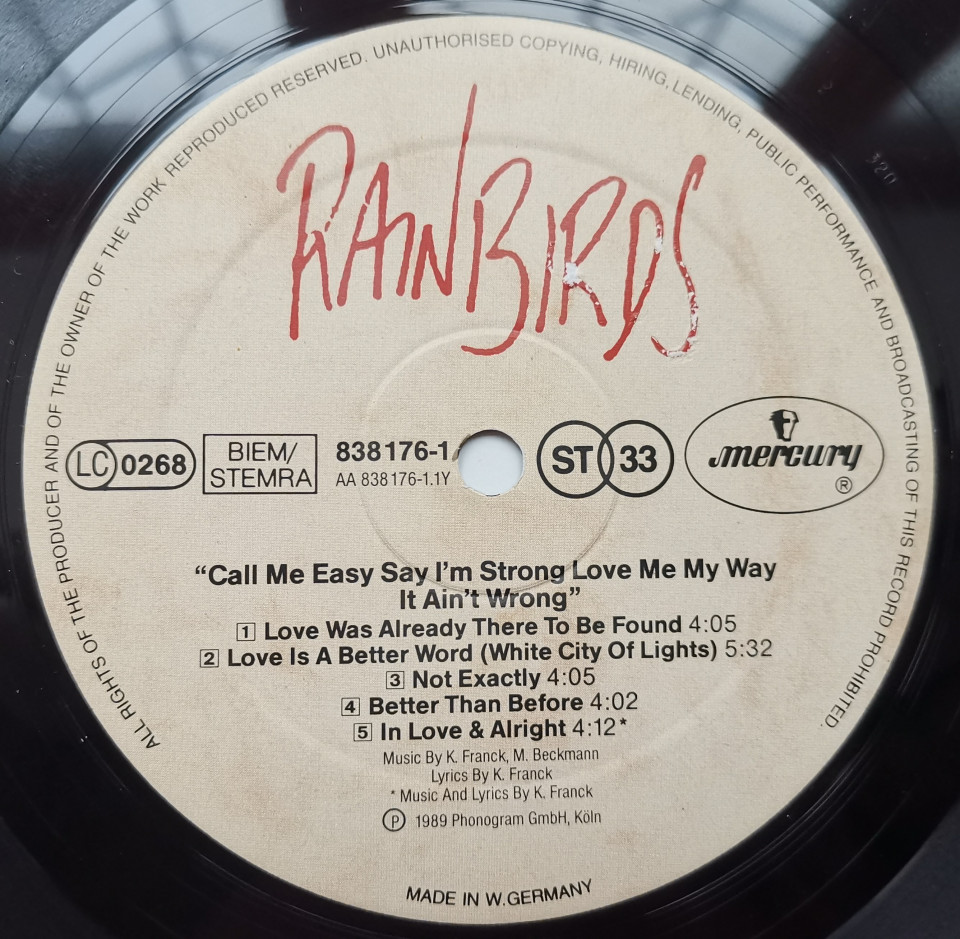 ALL RIGHTS OF THE PRODUCER AND OF THE OWNER OF THE WORK REPRODUCED RESERVED. UNAUTHORISED COPYING, HIRING, LENDING, PUBLIC PERFORMANCE AND BROADCASTING OF THIS RECORD PROHIBITED.
320
RAINBIRDS
LC 0268
BIEM/
STEMRA
838 176-1
AA 838 176-1.1Y
ST 33
mercury
®
“Call Me Easy Say I’m Strong Love Me My Way
It Ain’t Wrong”
1 Love Was Already There To Be Found 4:05
2 Love Is A Better Word (White City Of Lights) 5:32
3 Not Exactly 4:05
4 Better Than Before 4:02
5 In Love & Alright 4:12*
Music By K. Franck, M. Beckmann
Lyrics By K. Franck
* Music And Lyrics By K. Franck
Ⓟ 1989 Phonogram GmbH, Köln
MADE IN W. GERMANY